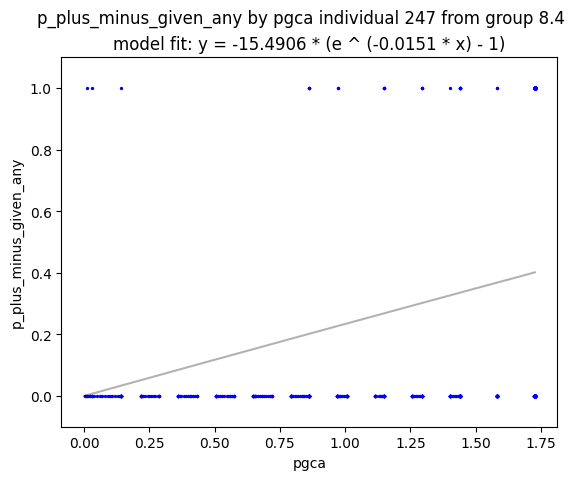 p_plus_minus_given_any by pgca individual 247 from group 8.4
model fit: y = -15.4906 * (e ^ (-0.0151 * x) - 1)
1.0
0.8
0.6
0.4
0.2
0.0
p_plus_minus_given_any
0.00 0.25 0.50 0.75 1.00 1.25 1.50 1.75
pgca